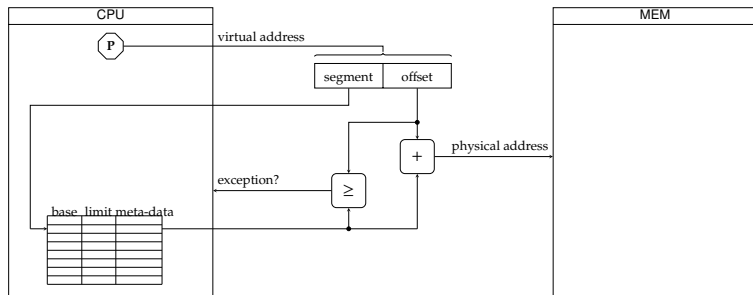 CPU
MEM
P
virtual address
segment offset
+
physical address
exception?
≥
base limit meta-data